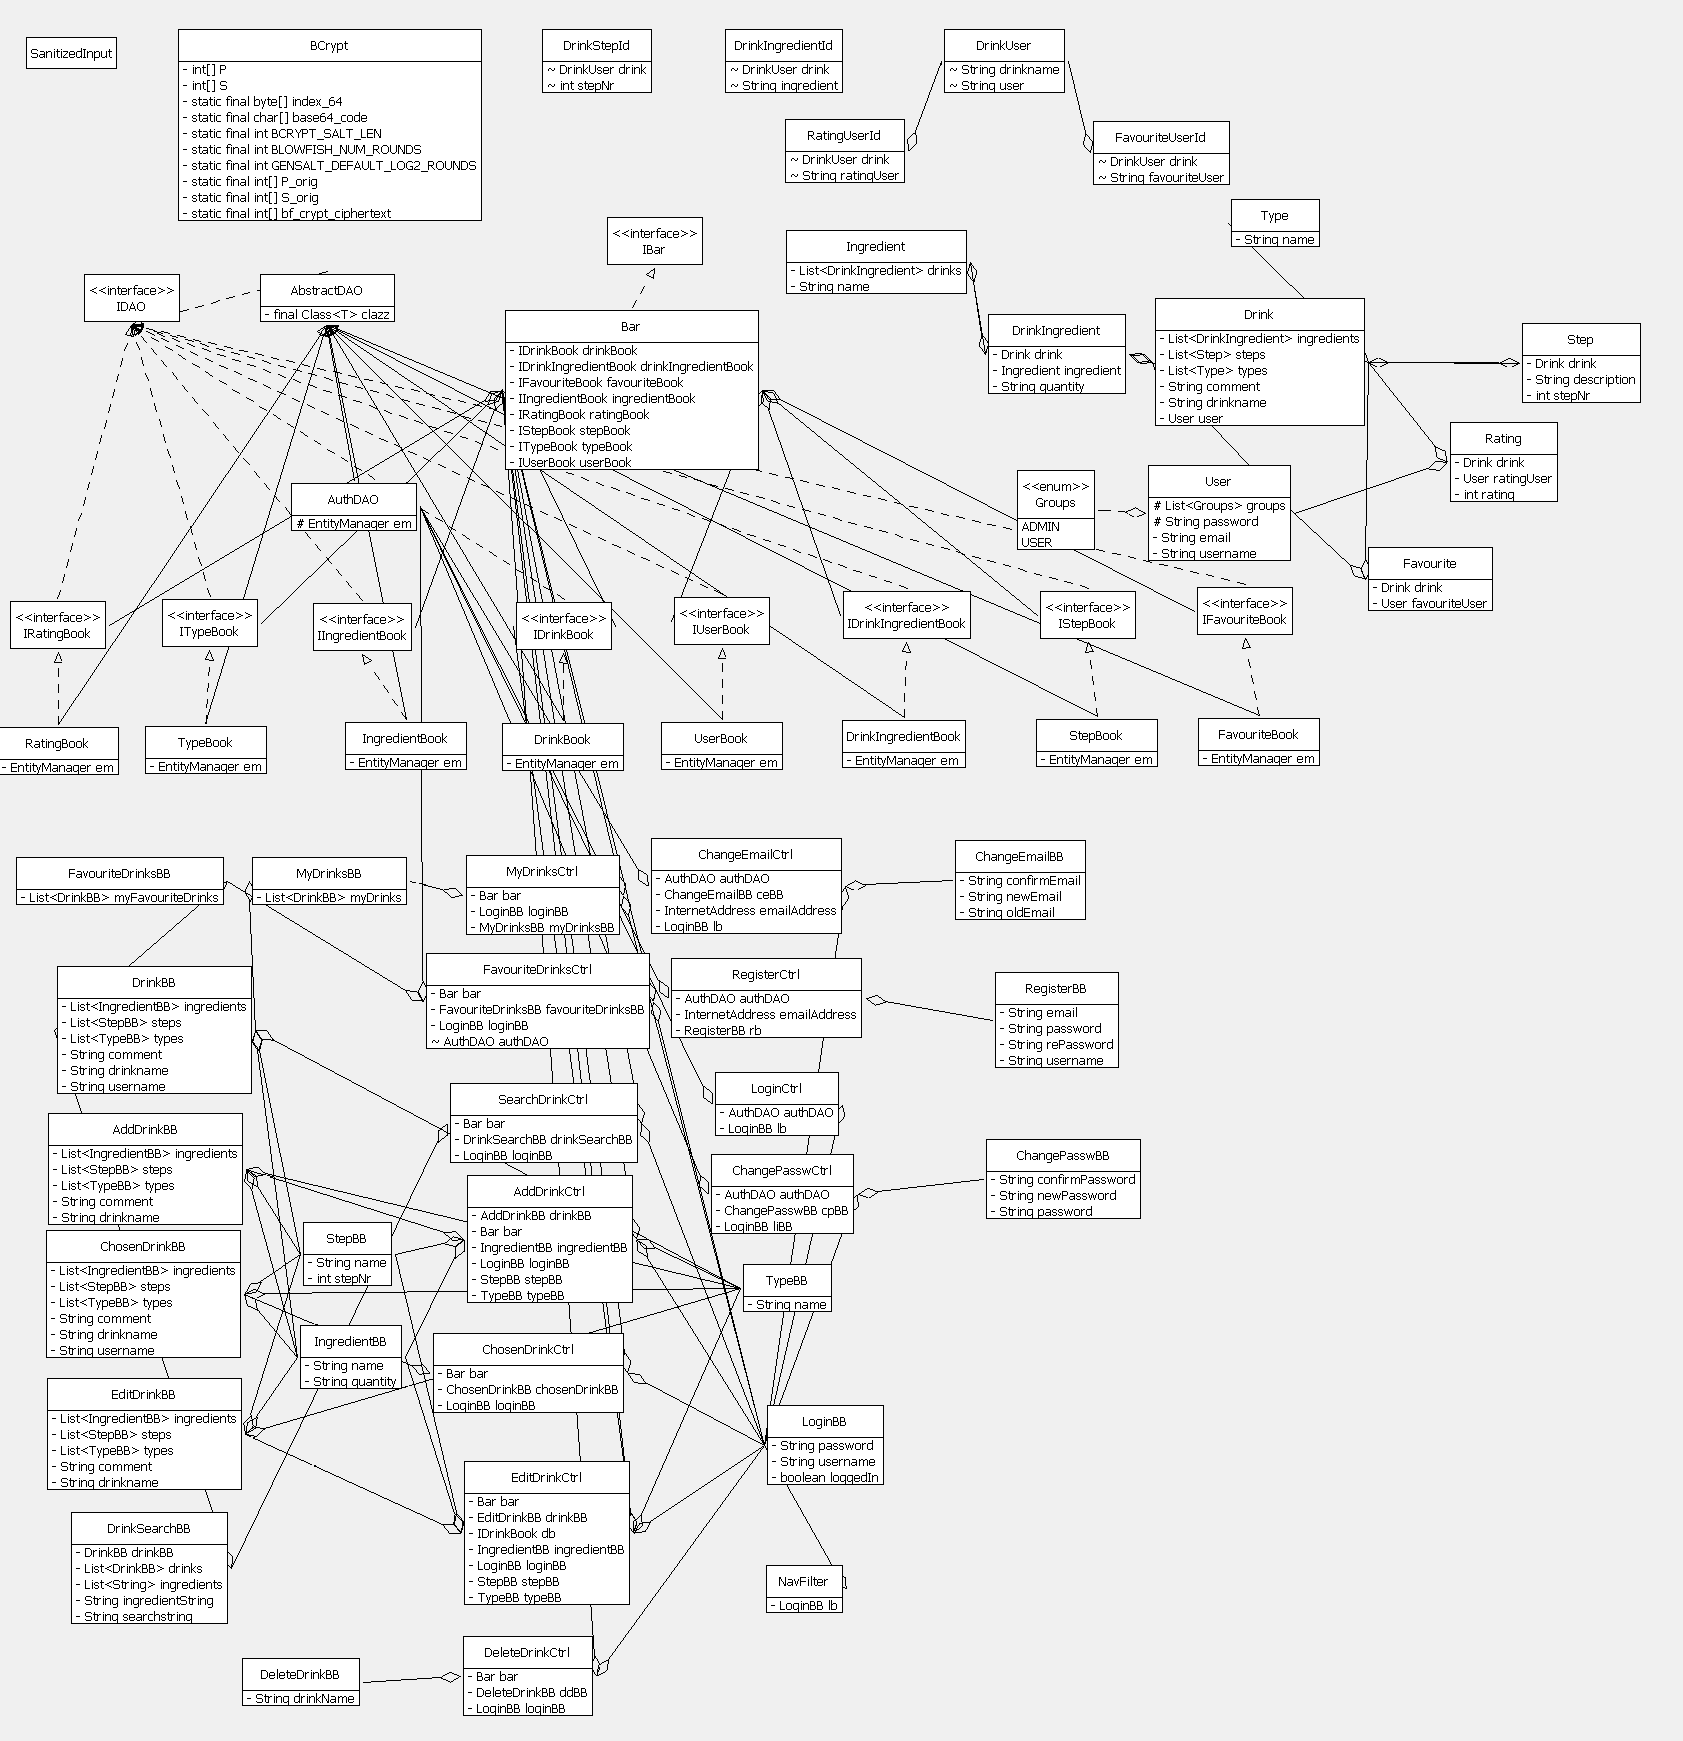 SanitizedInput
BCrypt
- int[] P
- int[] S
- static final byte[] index_64
- static final char[] base64_code
- static final int BCRYPT_SALT_LEN
- static final int BLOWFISH_NUM_ROUNDS
- static final int GENSALT_DEFAULT_LOG2_ROUNDS
- static final int[] P_orig
- static final int[] S_orig
- static final int[] bf_crypt_ciphertext
DrinkStepId
~ DrinkUser drink
~ int stepNr
DrinkIngredientId
~ DrinkUser drink
~ String ingredient
DrinkUser
~ String drinkname
~ String user
RatingUserId
~ DrinkUser drink
~ String ratingUser
FavouriteUserId
~ DrinkUser drink
~ String favouriteUser
Type
- String name
<<interface>>
IBar
Ingredient
- List<DrinkIngredient> drinks
- String name
<<interface>>
IDAO
AbstractDAO
- final Class<T> clazz
Bar
- IDrinkBook drinkBook
- IDrinkIngredientBook drinkIngredientBook
- IFavouriteBook favouriteBook
- IIngredientBook ingredientBook
- IRatingBook ratingBook
- IStepBook stepBook
- ITypeBook typeBook
- IUserBook userBook
DrinkIngredient
- Drink drink
- Ingredient ingredient
- String quantity
Drink
- List<DrinkIngredient> ingredients
- List<Step> steps
- List<Type> types
- String comment
- String drinkname
- User user
Step
- Drink drink
- String description
- int stepNr
Rating
- Drink drink
- User ratingUser
- int rating
AuthDAO
# EntityManager em
<<enum>>
Groups
ADMIN
USER
User
# List<Groups> groups
# String password
- String email
- String username
Favourite
- Drink drink
- User favouriteUser
<<interface>>
IRatingBook
<<interface>>
ITypeBook
<<interface>>
IIngredientBook
<<interface>>
IDrinkBook
<<interface>>
IUserBook
<<interface>>
IDrinkIngredientBook
<<interface>>
IStepBook
<<interface>>
IFavouriteBook
RatingBook
- EntityManager em
TypeBook
- EntityManager em
IngredientBook
- EntityManager em
DrinkBook
- EntityManager em
UserBook
- EntityManager em
DrinkIngredientBook
- EntityManager em
StepBook
- EntityManager em
FavouriteBook
- EntityManager em
FavouriteDrinksBB
- List<DrinkBB> myFavouriteDrinks
MyDrinksBB
- List<DrinkBB> myDrinks
MyDrinksCtrl
- Bar bar
- LoginBB loginBB
- MyDrinksBB myDrinksBB
ChangeEmailCtrl
- AuthDAO authDAO
- ChangeEmailBB ceBB
- InternetAddress emailAddress
- LoginBB lb
ChangeEmailBB
- String confirmEmail
- String newEmail
- String oldEmail
DrinkBB
- List<IngredientBB> ingredients
- List<StepBB> steps
- List<TypeBB> types
- String comment
- String drinkname
- String username
FavouriteDrinksCtrl
- Bar bar
- FavouriteDrinksBB favouriteDrinksBB
- LoginBB loginBB
~ AuthDAO authDAO
RegisterCtrl
- AuthDAO authDAO
- InternetAddress emailAddress
- RegisterBB rb
RegisterBB
- String email
- String password
- String rePassword
- String username
SearchDrinkCtrl
- Bar bar
- DrinkSearchBB drinkSearchBB
- LoginBB loginBB
LoginCtrl
- AuthDAO authDAO
- LoginBB lb
AddDrinkBB
- List<IngredientBB> ingredients
- List<StepBB> steps
- List<TypeBB> types
- String comment
- String drinkname
AddDrinkCtrl
- AddDrinkBB drinkBB
- Bar bar
- IngredientBB ingredientBB
- LoginBB loginBB
- StepBB stepBB
- TypeBB typeBB
ChangePasswCtrl
- AuthDAO authDAO
- ChangePasswBB cpBB
- LoginBB liBB
ChangePasswBB
- String confirmPassword
- String newPassword
- String password
ChosenDrinkBB
- List<IngredientBB> ingredients
- List<StepBB> steps
- List<TypeBB> types
- String comment
- String drinkname
- String username
StepBB
- String name
- int stepNr
TypeBB
- String name
IngredientBB
- String name
- String quantity
ChosenDrinkCtrl
- Bar bar
- ChosenDrinkBB chosenDrinkBB
- LoginBB loginBB
EditDrinkBB
- List<IngredientBB> ingredients
- List<StepBB> steps
- List<TypeBB> types
- String comment
- String drinkname
LoginBB
- String password
- String username
- boolean loggedIn
EditDrinkCtrl
- Bar bar
- EditDrinkBB drinkBB
- IDrinkBook db
- IngredientBB ingredientBB
- LoginBB loginBB
- StepBB stepBB
- TypeBB typeBB
DrinkSearchBB
- DrinkBB drinkBB
- List<DrinkBB> drinks
- List<String> ingredients
- String ingredientString
- String searchstring
NavFilter
- LoginBB lb
DeleteDrinkBB
- String drinkName
DeleteDrinkCtrl
- Bar bar
- DeleteDrinkBB ddBB
- LoginBB loginBB